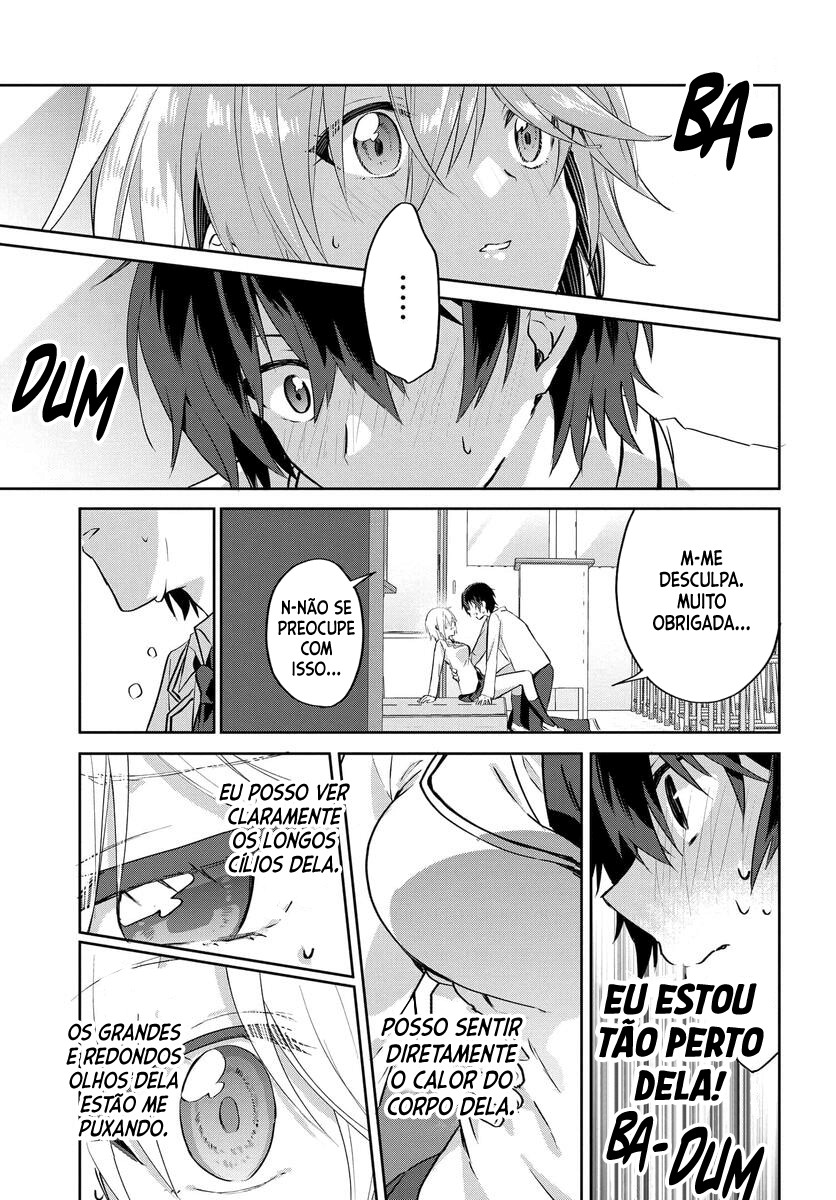 BA-
......
DUM
M-ME
DESCULPA.
MUITO
OBRIGADA...
N-NÃO SE
PREOCUPE
COM
ISSO...
EU ESTOU
TÃO PERTO
DELA!
BA-DUM
POSSO SENTIR
DIRETAMENTE
O CALOR DO
CORPO DELA.
EU POSSO VER
CLARAMENTE
OS LONGOS
CÍLIOS DELA.
OS GRANDES
E REDONDOS
OLHOS DELA
ESTÃO ME
PUXANDO.